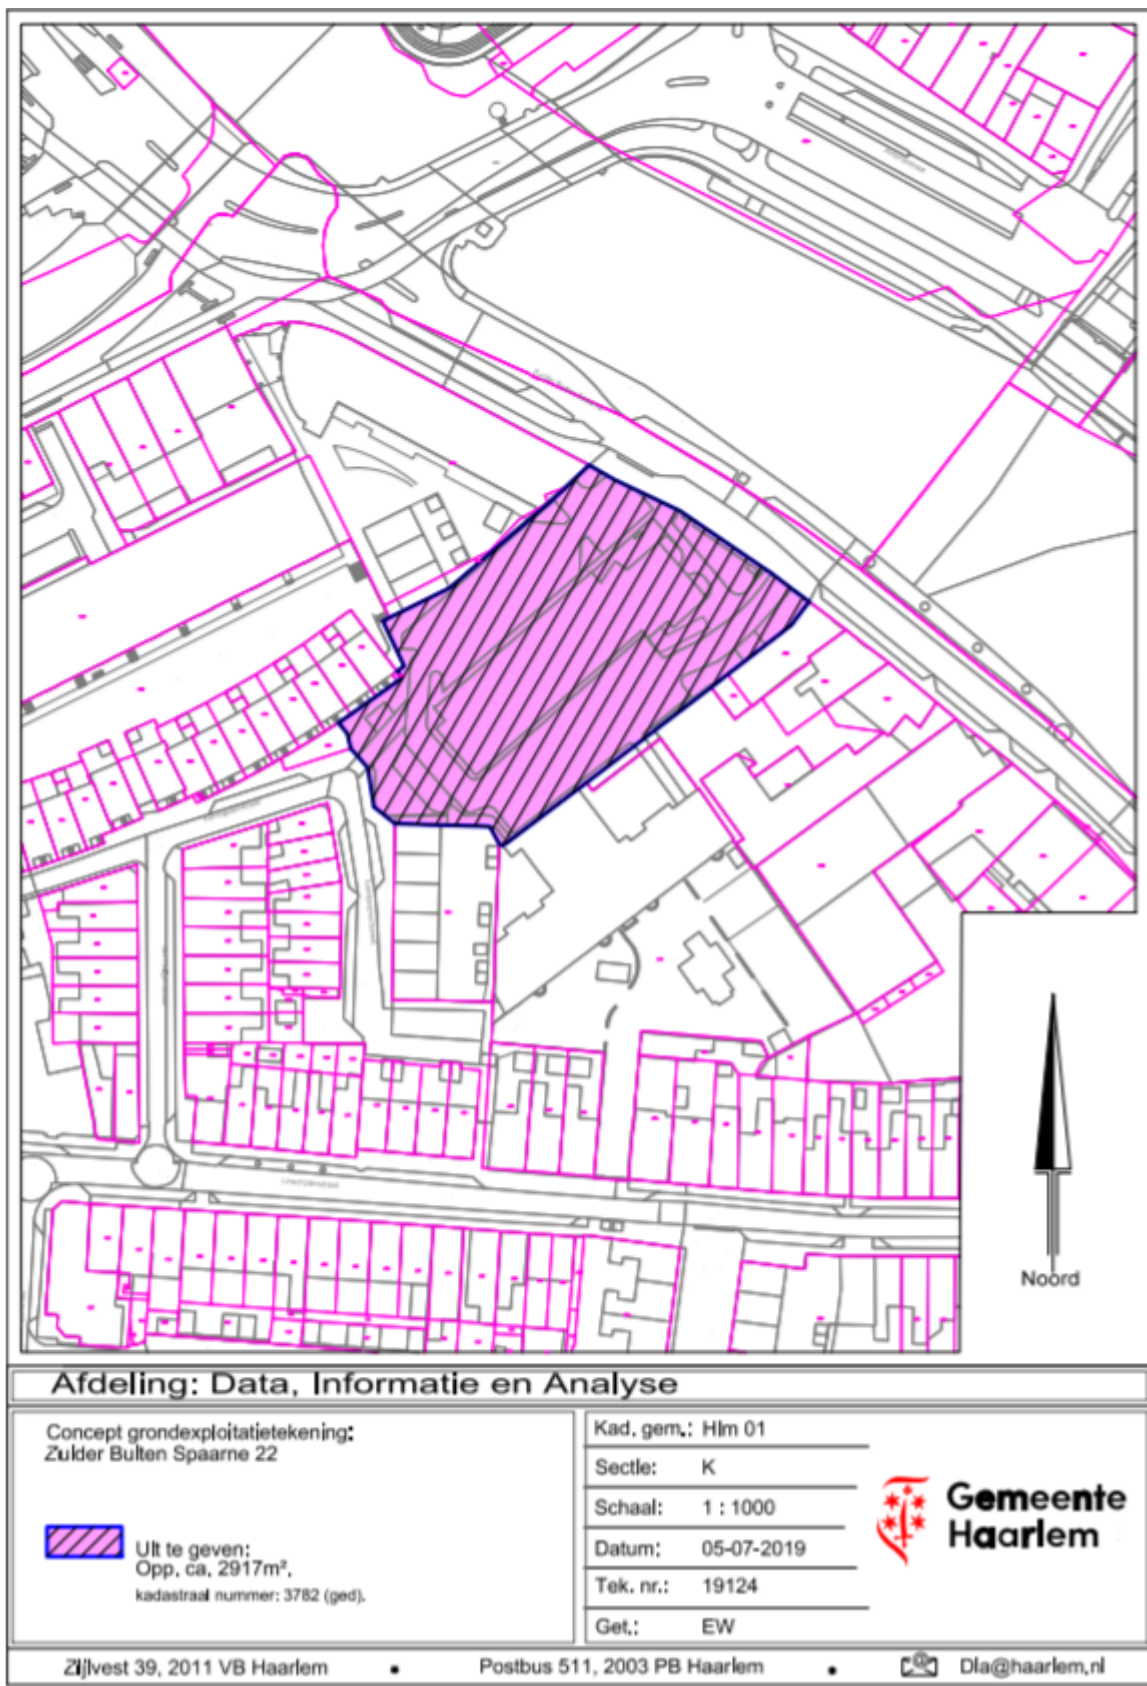 Noord
Afdeling: Data, Informatie en Analyse
Concept grondexploitatietekening:
Zuider Buiten Spaarne 22
Uit te geven:
Opp. ca. 2917m².
kadastraal nummer: 3782 (ged).
Kad. gem.: Hlm 01
Sectie: K
Schaal: 1 : 1000
Datum: 05-07-2019
Tek. nr.: 19124
Get.: EW
Gemeente
Haarlem
Zijlvest 39, 2011 VB Haarlem • Postbus 511, 2003 PB Haarlem • Dia@haarlem.nl